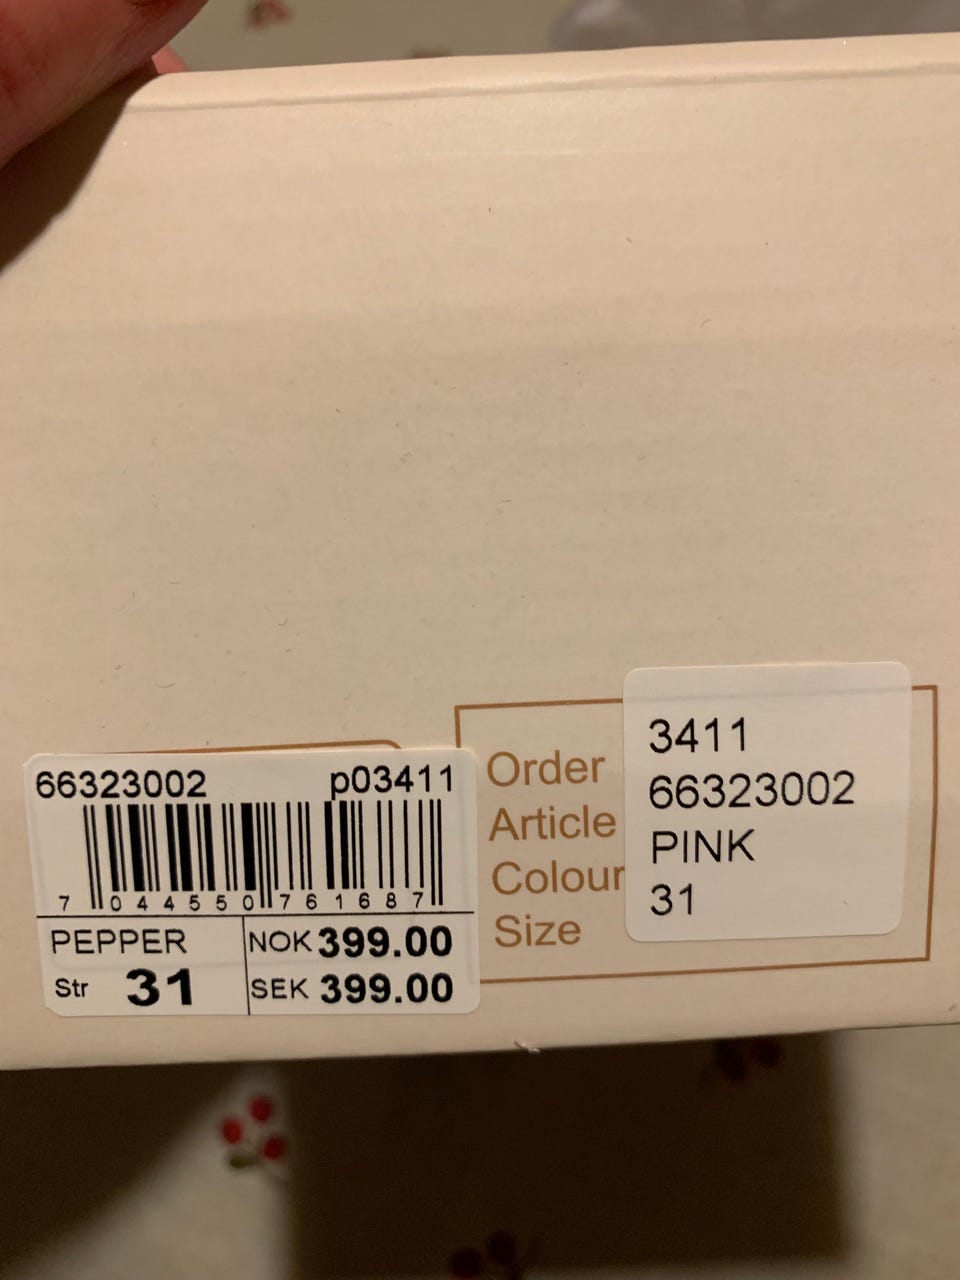 66323002 p03411
7 044550 761687
PEPPER
NOK 399.00
Str 31
SEK 399.00
Order 3411
Article 66323002
Colour PINK
Size 31